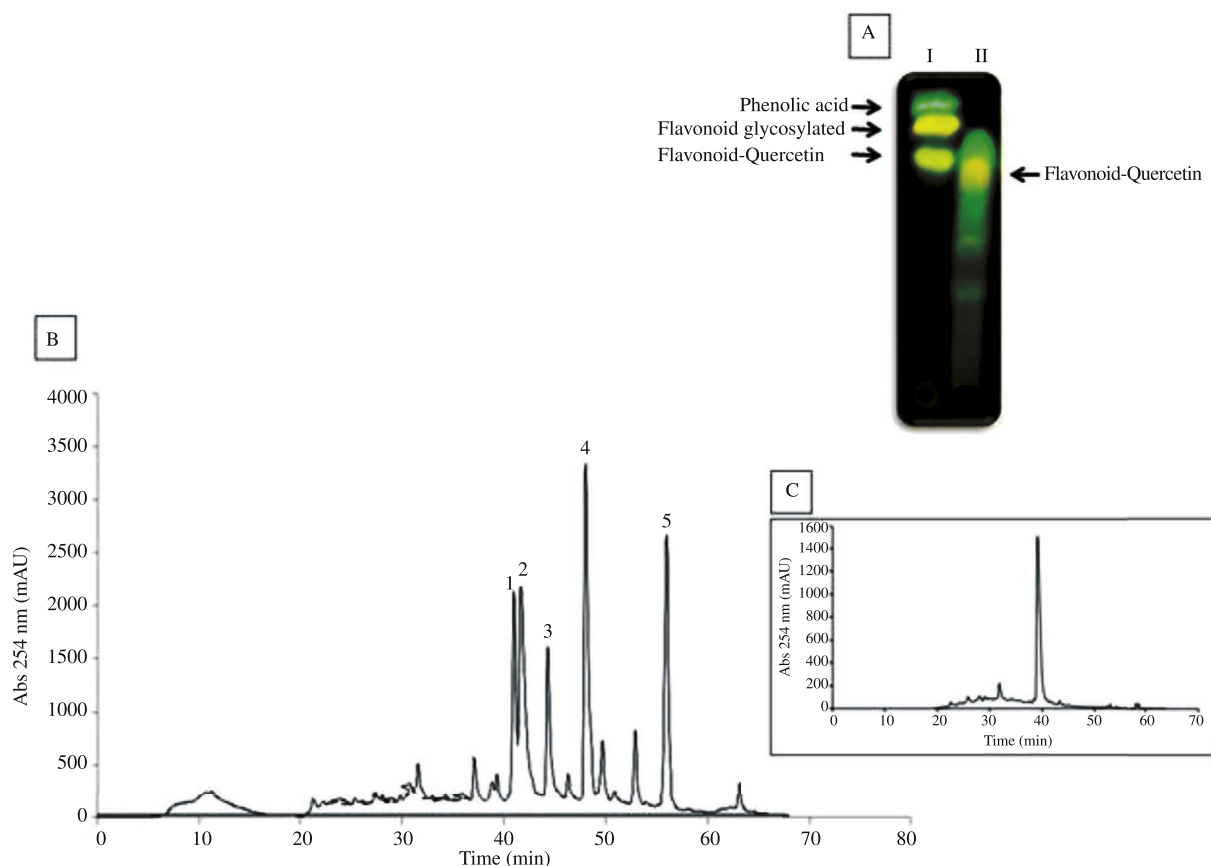 A
I II
Phenolic acid
Flavonoid glycosylated
Flavonoid-Quercetin
Flavonoid-Quercetin
B
4000
3500
3000
2500
2000
1500
1000
500
0
Abs 254 nm (mAU)
1
2
3
4
5
0 10 20 30 40 50 60 70 80
Time (min)
C
1600
1400
1200
1000
800
600
400
200
0
Abs 254 nm (mAU)
0 10 20 30 40 50 60 70
Time (min)